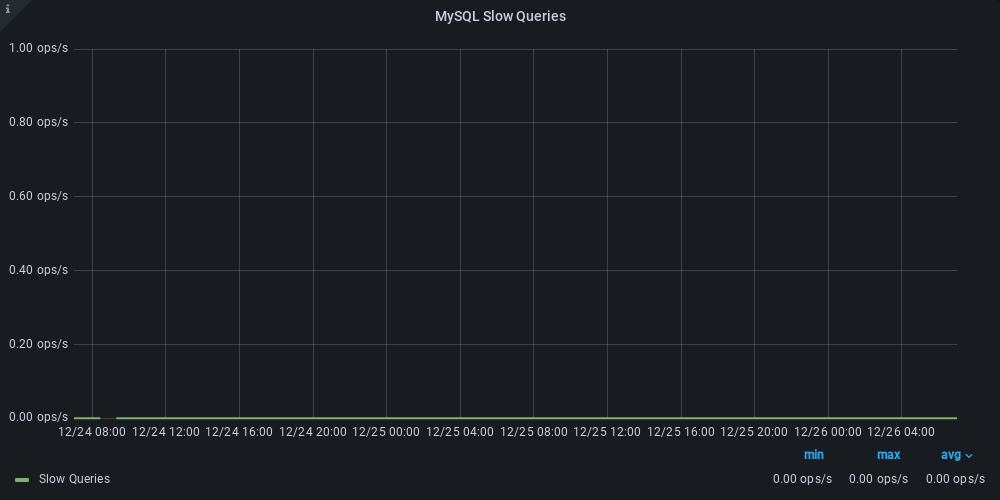 i
MySQL Slow Queries
1.00 ops/s
0.80 ops/s
0.60 ops/s
0.40 ops/s
0.20 ops/s
0.00 ops/s
12/24 08:00 12/24 12:00 12/24 16:00 12/24 20:00 12/25 00:00 12/25 04:00 12/25 08:00 12/25 12:00 12/25 16:00 12/25 20:00 12/26 00:00 12/26 04:00
min max avg
Slow Queries 0.00 ops/s 0.00 ops/s 0.00 ops/s